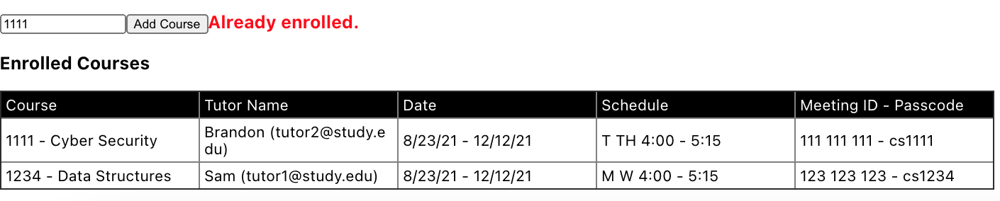 1111 Add Course Already enrolled.
Enrolled Courses
Course Tutor Name Date Schedule Meeting ID - Passcode
1111 - Cyber Security Brandon (tutor2@study.e 8/23/21 - 12/12/21 T TH 4:00 - 5:15 111 111 111 - cs1111
du)
1234 - Data Structures Sam (tutor1@study.edu) 8/23/21 - 12/12/21 M W 4:00 - 5:15 123 123 123 - cs1234